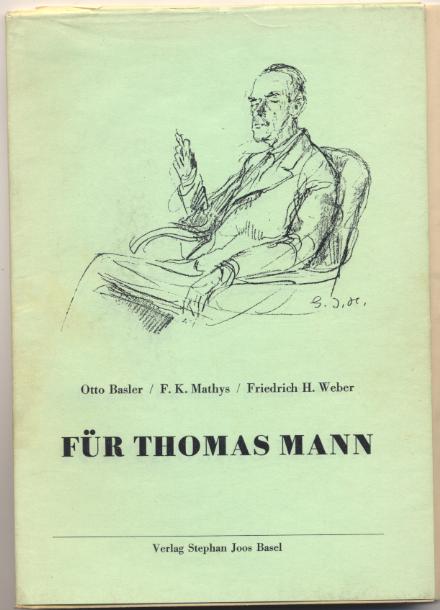 Otto Basler / F. K. Mathys / Friedrich H. Weber
FÜR THOMAS MANN
Verlag Stephan Joos Basel